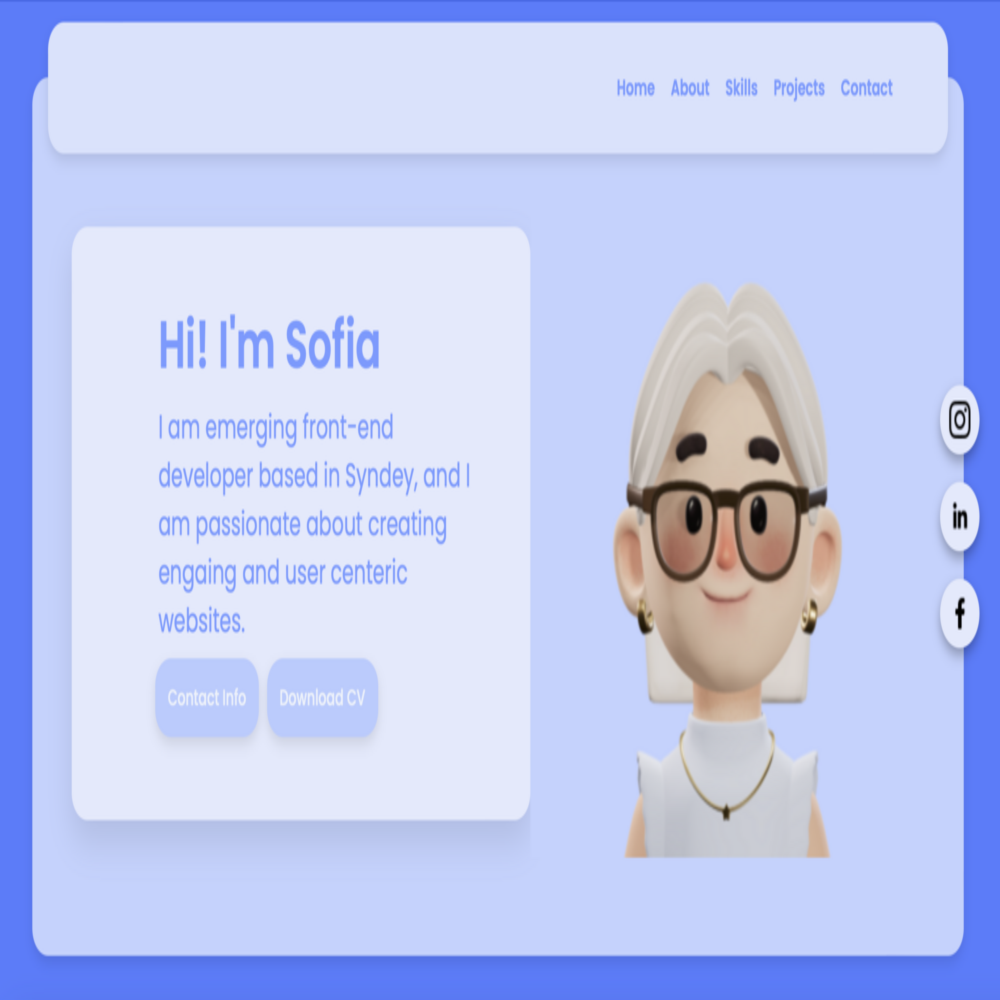 Home About Skills Projects Contact
Hi! I'm Sofia
I am emerging front-end
developer based in Syndey, and I
am passionate about creating
engaing and user centeric
websites.
Contact Info Download CV
in
f